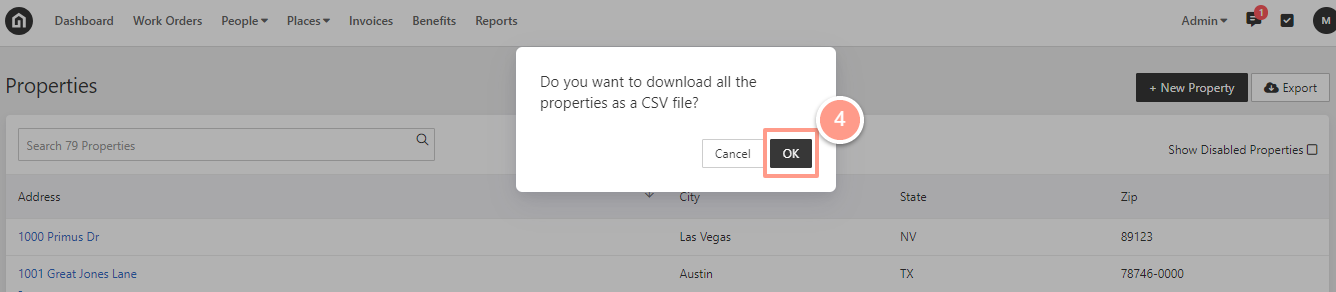 Dashboard Work Orders People Places Invoices Benefits Reports Admin 1 M
Do you want to download all the
properties as a CSV file?
Properties
+ New Property Export
4
Cancel OK
Search 79 Properties
Show Disabled Properties
Address City State Zip
1000 Primus Dr Las Vegas NV 89123
1001 Great Jones Lane Austin TX 78746-0000